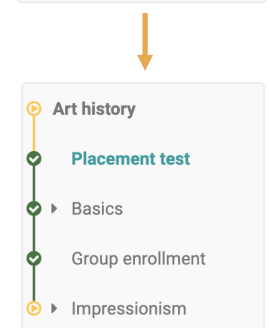 Art history
Placement test
Basics
Group enrollment
Impressionism